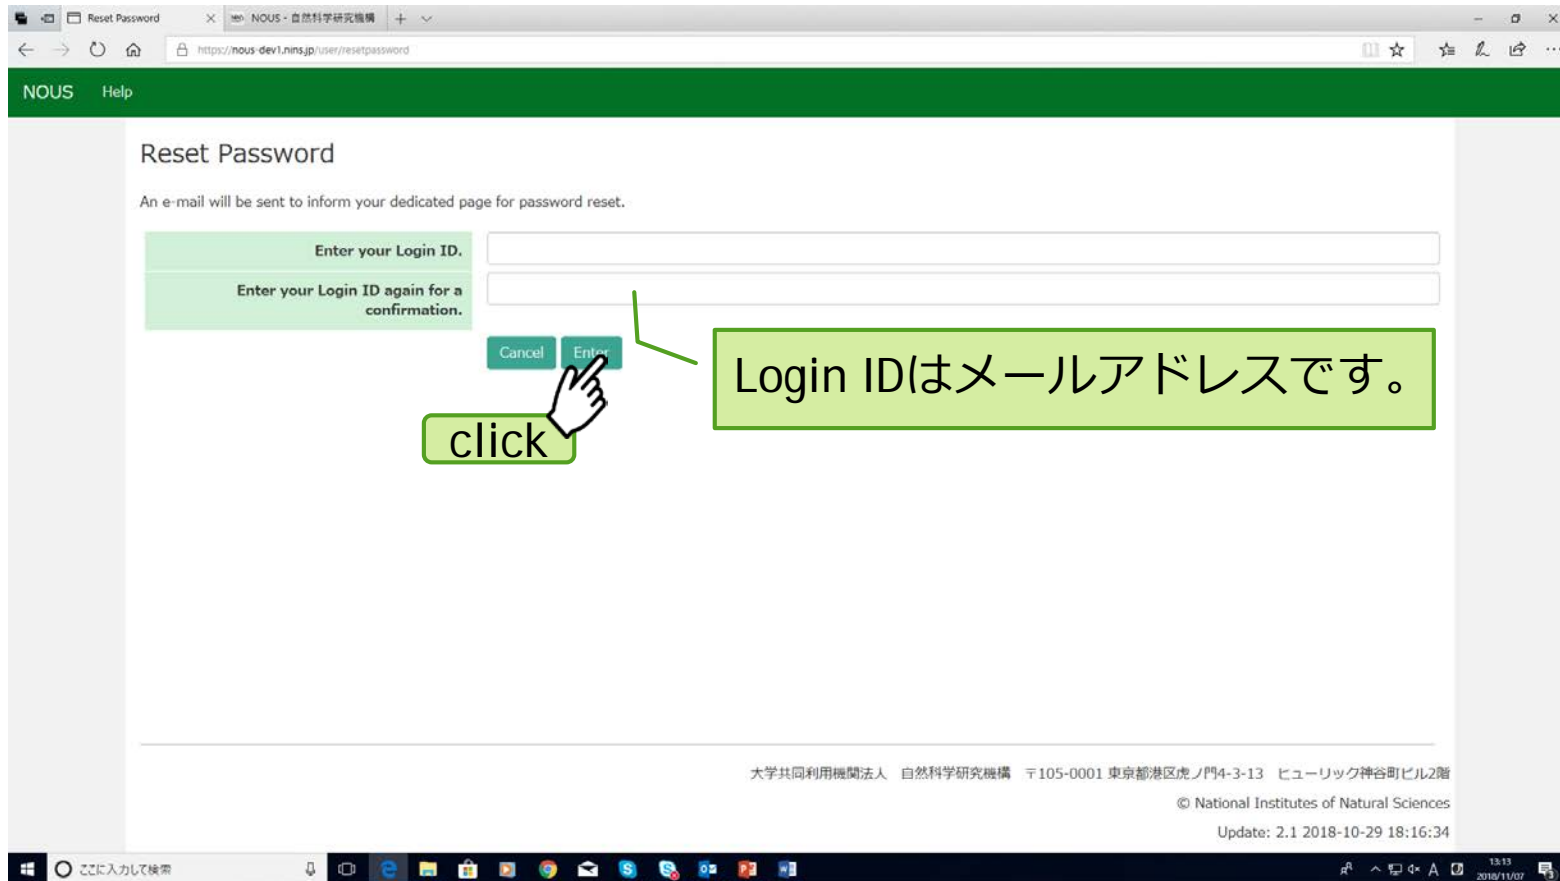 Reset Password
NOUS - 自然科学研究機構
https://nous-dev1.nins.jp/user/resetpassword
NOUS Help
Reset Password
An e-mail will be sent to inform your dedicated page for password reset.
Enter your Login ID.
Enter your Login ID again for a
confirmation.
Cancel Enter
Login IDはメールアドレスです。
click
大学共同利用機関法人 自然科学研究機構 〒105-0001 東京都港区虎ノ門4-3-13 ヒューリック神谷町ビル2階
© National Institutes of Natural Sciences
Update: 2.1 2018-10-29 18:16:34
ここに入力して検索
A
13:13
2018/11/07